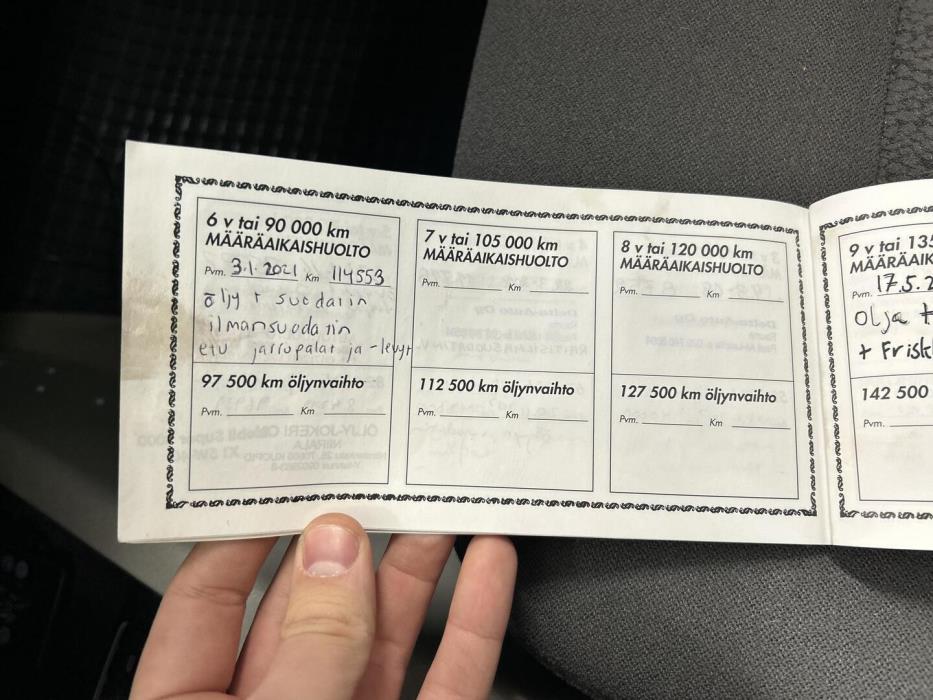 6 v tai 90 000 km
MÄÄRÄAIKAISHUOLTO
Pvm. 3.1.2021 Km 114553
öljy + suodatin
ilmansuodatin
etu jarrupalat ja -levyt
97 500 km öljynvaihto
Pvm. Km
7 v tai 105 000 km
MÄÄRÄAIKAISHUOLTO
Pvm. Km
112 500 km öljynvaihto
Pvm. Km
8 v tai 120 000 km
MÄÄRÄAIKAISHUOLTO
Pvm. Km
127 500 km öljynvaihto
Pvm. Km
9 v tai 135
MÄÄRÄAIK
Pvm. 17.5.2
Olja +
+ Frisk
142 500
Pvm.